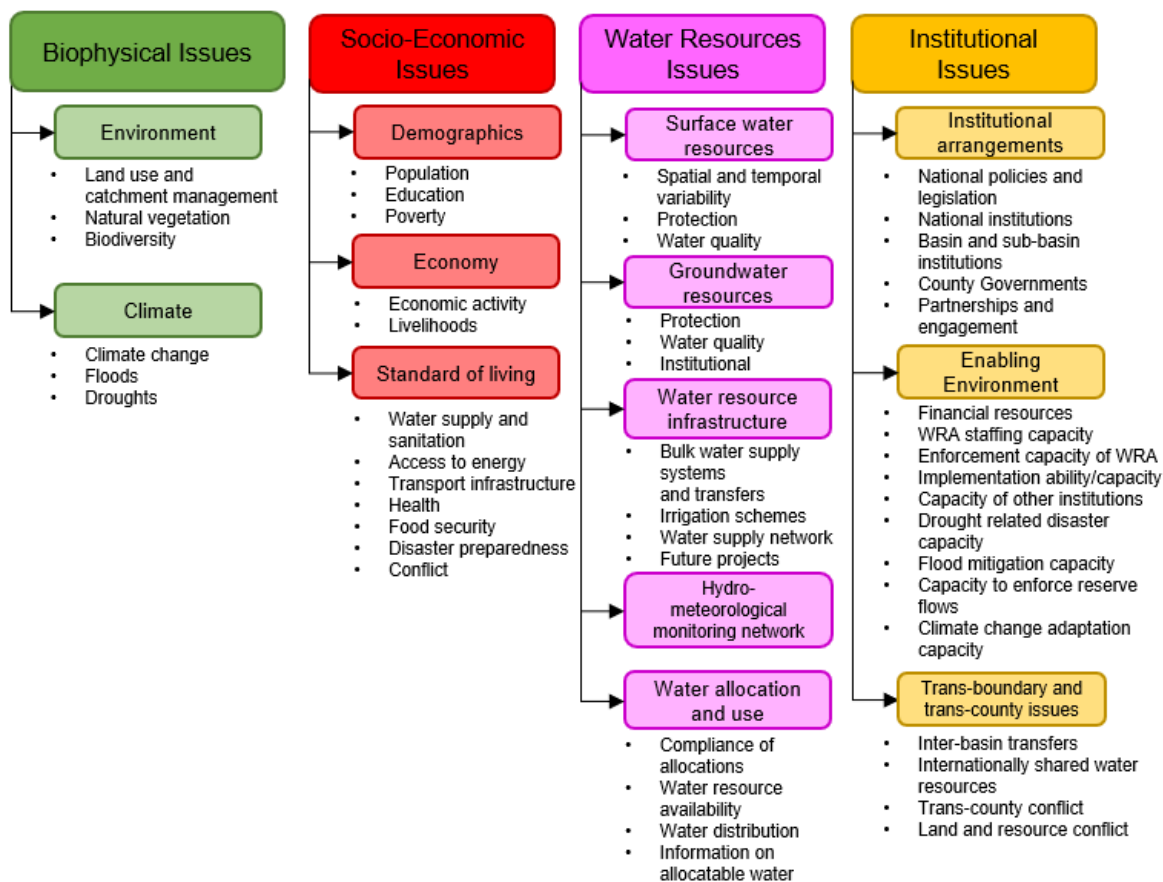 Biophysical Issues
Environment
• Land use and
catchment management
• Natural vegetation
• Biodiversity
Climate
• Climate change
• Floods
• Droughts
Socio-Economic
Issues
Demographics
• Population
• Education
• Poverty
Economy
• Economic activity
• Livelihoods
Standard of living
• Water supply and
sanitation
• Access to energy
• Transport infrastructure
• Health
• Food security
• Disaster preparedness
• Conflict
Water Resources
Issues
Surface water
resources
• Spatial and temporal
variability
• Protection
• Water quality
Groundwater
resources
• Protection
• Water quality
• Institutional
Water resource
infrastructure
• Bulk water supply
systems
and transfers
• Irrigation schemes
• Water supply network
• Future projects
Hydro-
meteorological
monitoring network
Water allocation
and use
• Compliance of
allocations
• Water resource
availability
• Water distribution
• Information on
allocatable water
Institutional
Issues
Institutional
arrangements
• National policies and
legislation
• National institutions
• Basin and sub-basin
institutions
• County Governments
• Partnerships and
engagement
Enabling
Environment
• Financial resources
• WRA staffing capacity
• Enforcement capacity of WRA
• Implementation ability/capacity
• Capacity of other institutions
• Drought related disaster
capacity
• Flood mitigation capacity
• Capacity to enforce reserve
flows
• Climate change adaptation
capacity
Trans-boundary and
trans-county issues
• Inter-basin transfers
• Internationally shared water
resources
• Trans-county conflict
• Land and resource conflict